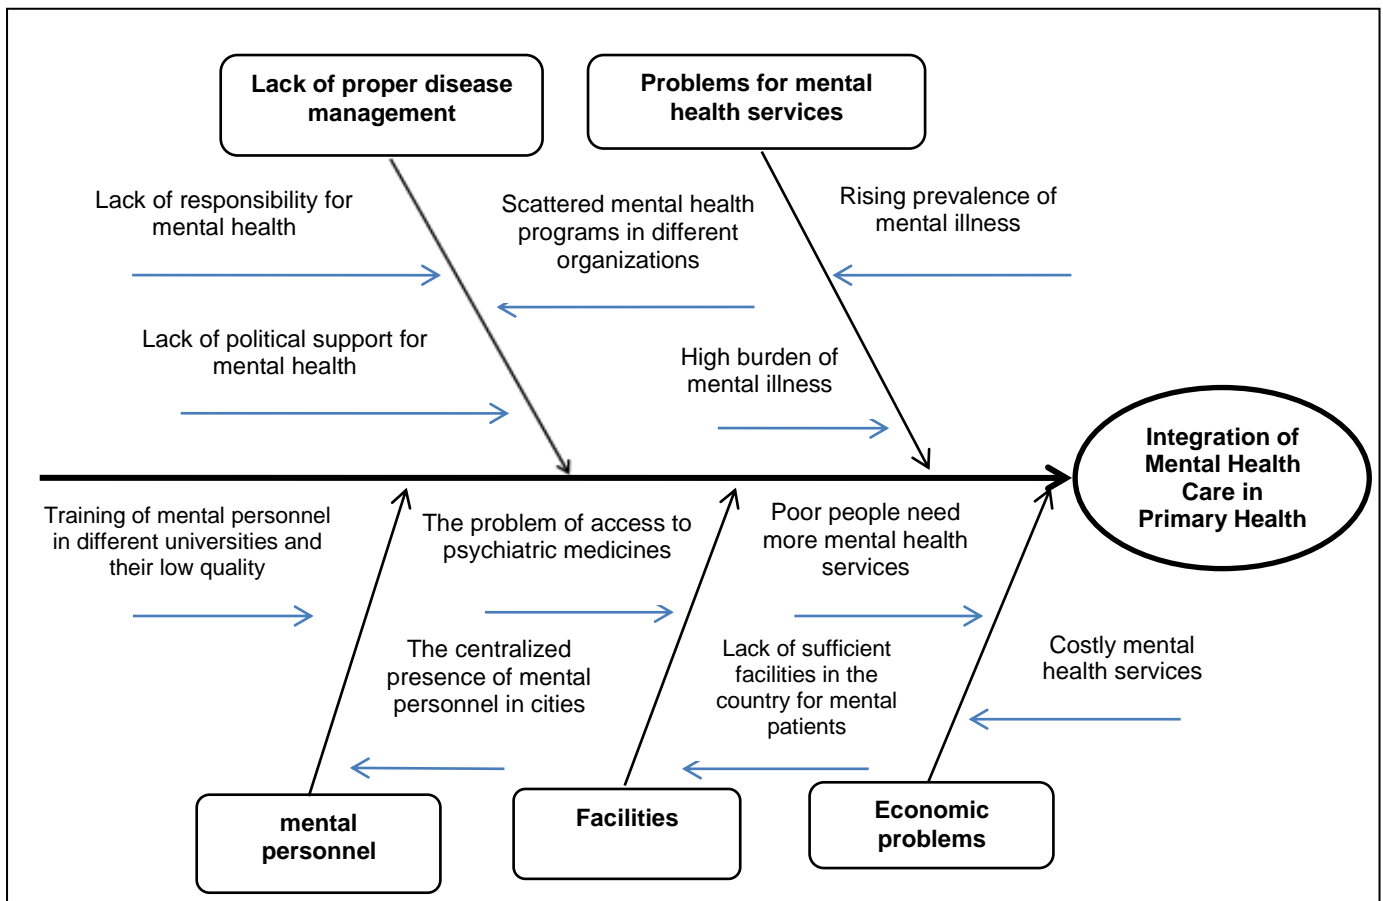 Lack of proper disease
management
Problems for mental
health services
Lack of responsibility for
mental health
Scattered mental health
programs in different
organizations
Rising prevalence of
mental illness
Lack of political support for
mental health
High burden of
mental illness
Integration of
Mental Health
Care in
Primary Health
Training of mental personnel
in different universities and
their low quality
The problem of access to
psychiatric medicines
Poor people need
more mental health
services
The centralized
presence of mental
personnel in cities
Lack of sufficient
facilities in the
country for mental
patients
Costly mental
health services
mental
personnel
Facilities
Economic
problems